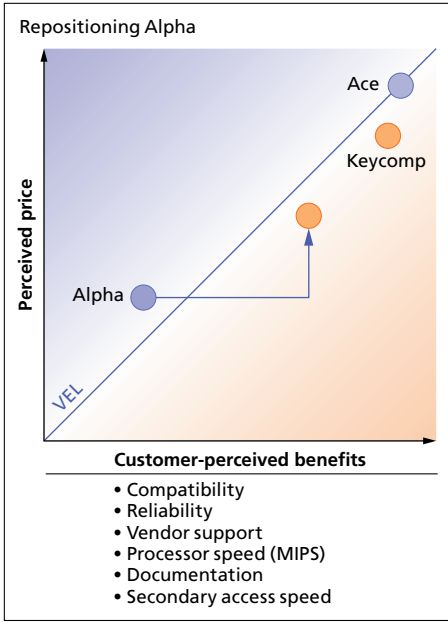 Repositioning Alpha
Ace
Keycomp
Perceived price
Alpha
VEL
Customer-perceived benefits
• Compatibility
• Reliability
• Vendor support
• Processor speed (MIPS)
• Documentation
• Secondary access speed